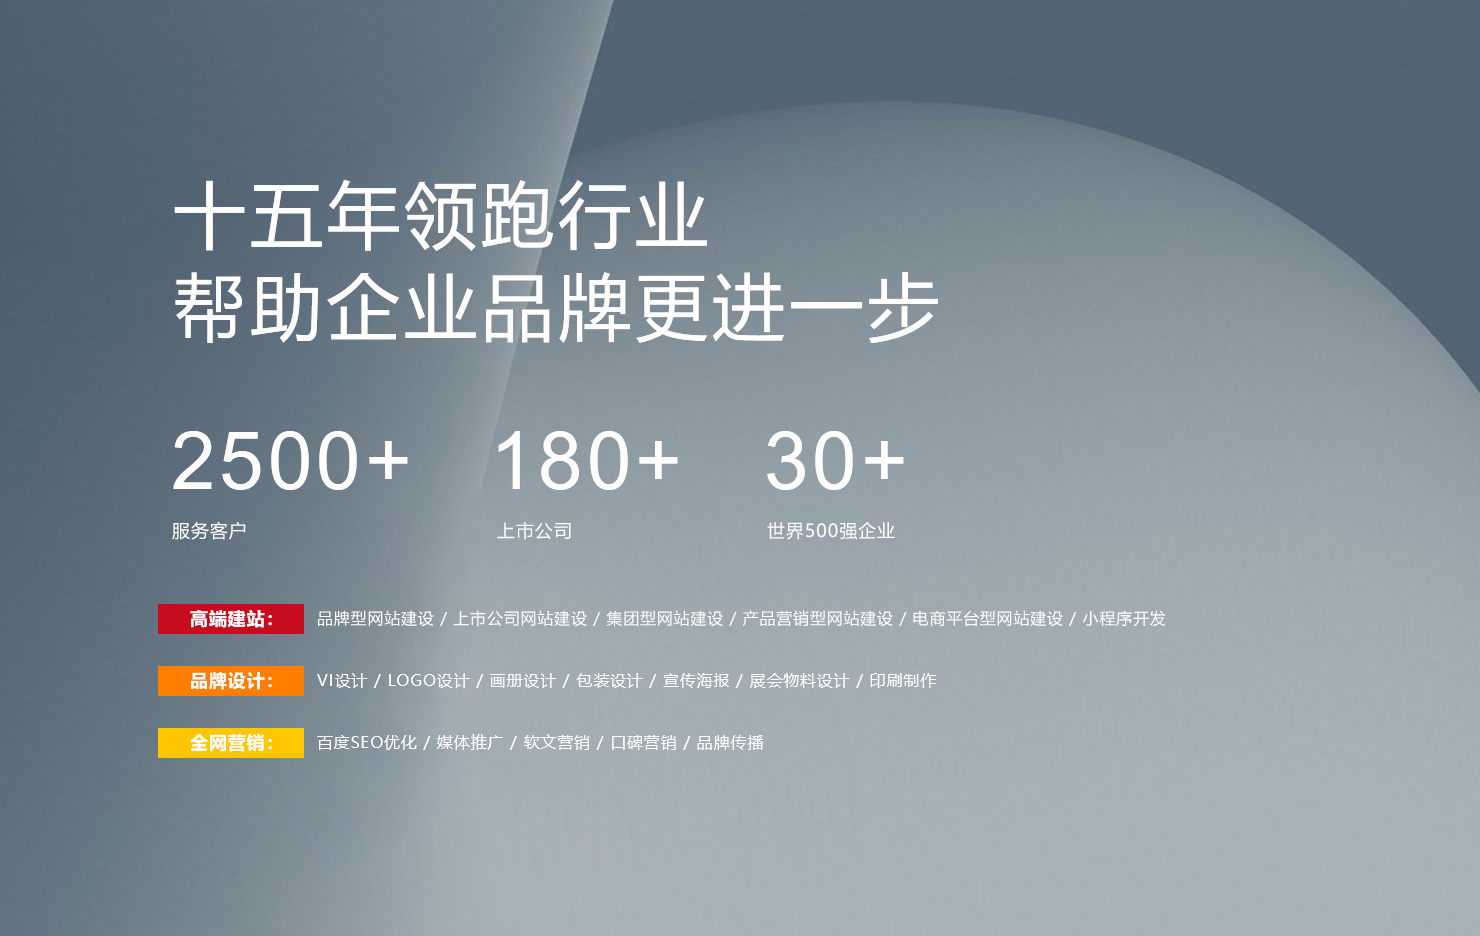 十五年领跑行业
帮助企业品牌更进一步
2500+ 180+ 30+
服务客户 上市公司 世界500强企业
高端建站： 品牌型网站建设 / 上市公司网站建设 / 集团型网站建设 / 产品营销型网站建设 / 电商平台型网站建设 / 小程序开发
品牌设计： VI设计 / LOGO设计 / 画册设计 / 包装设计 / 宣传海报 / 展会物料设计 / 印刷制作
全网营销： 百度SEO优化 / 媒体推广 / 软文营销 / 口碑营销 / 品牌传播